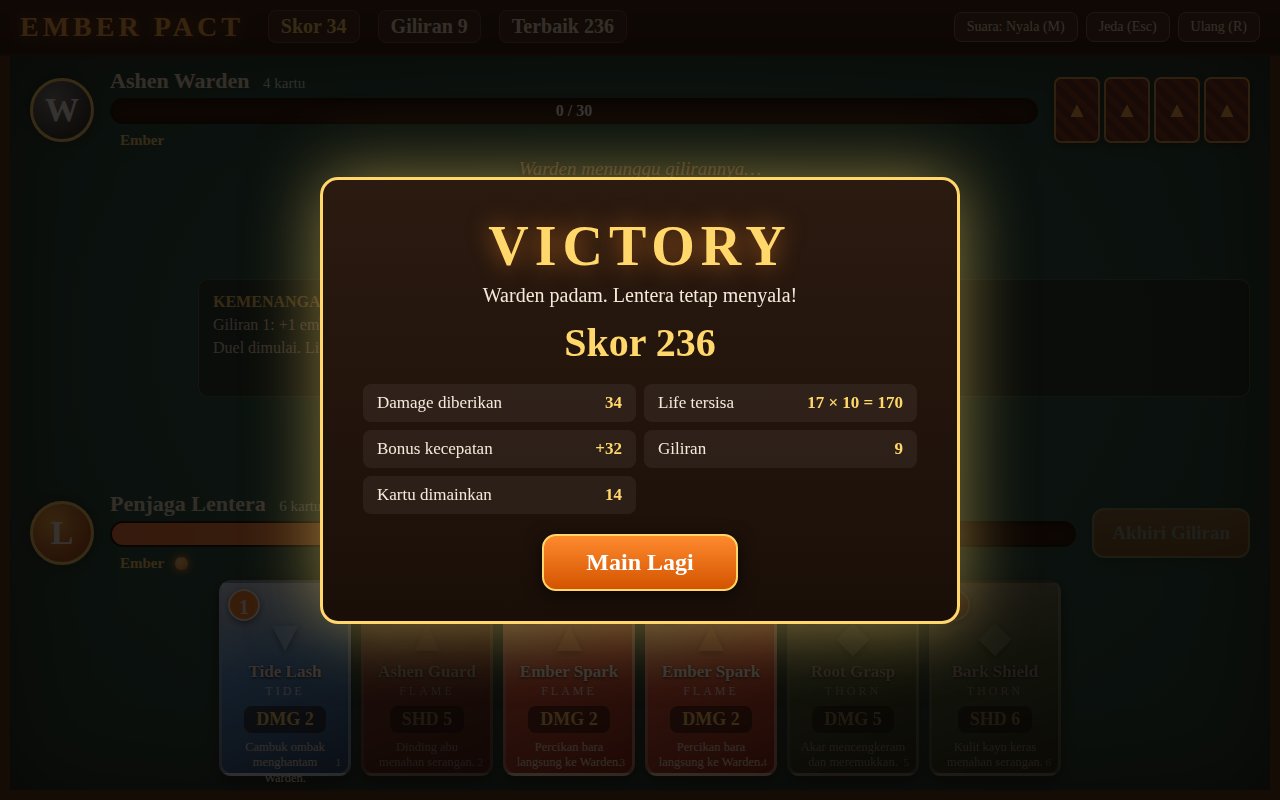 EMBER PACT
Skor 34
Giliran 9
Terbaik 236
Suara: Nyala (M)
Jeda (Esc)
Ulang (R)
W
Ashen Warden
4 kartu
0 / 30
Ember
Warden menunggu gilirannya…
VICTORY
Warden padam. Lentera tetap menyala!
Skor 236
Damage diberikan 34
Life tersisa 17 × 10 = 170
Bonus kecepatan +32
Giliran 9
Kartu dimainkan 14
Main Lagi
KEMENANGA
Giliran 1: +1 em
Duel dimulai. Li
L
Penjaga Lentera
6 kartu
Ember
Akhiri Giliran
1
Tide Lash
TIDE
DMG 2
Cambuk ombak
menghantam
Warden.
1
Ashen Guard
FLAME
SHD 5
Dinding abu
menahan serangan.
2
Ember Spark
FLAME
DMG 2
Percikan bara
langsung ke Warden.
3
Ember Spark
FLAME
DMG 2
Percikan bara
langsung ke Warden.
4
Root Grasp
THORN
DMG 5
Akar mencengkeram
dan meremukkan.
5
Bark Shield
THORN
SHD 6
Kulit kayu keras
menahan serangan.
6